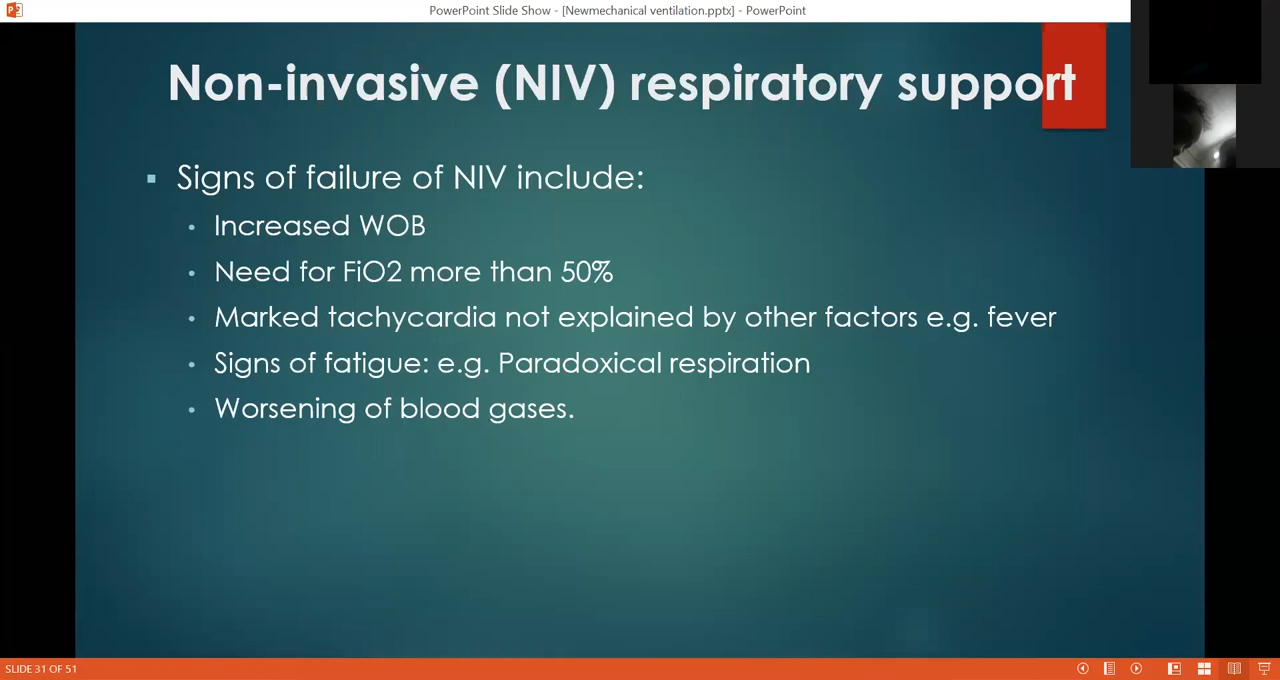 PowerPoint Slide Show - [Newmechanical ventilation.pptx] - PowerPoint
Non-invasive (NIV) respiratory support
▪ Signs of failure of NIV include:
• Increased WOB
• Need for FiO2 more than 50%
• Marked tachycardia not explained by other factors e.g. fever
• Signs of fatigue: e.g. Paradoxical respiration
• Worsening of blood gases.
SLIDE 31 OF 51